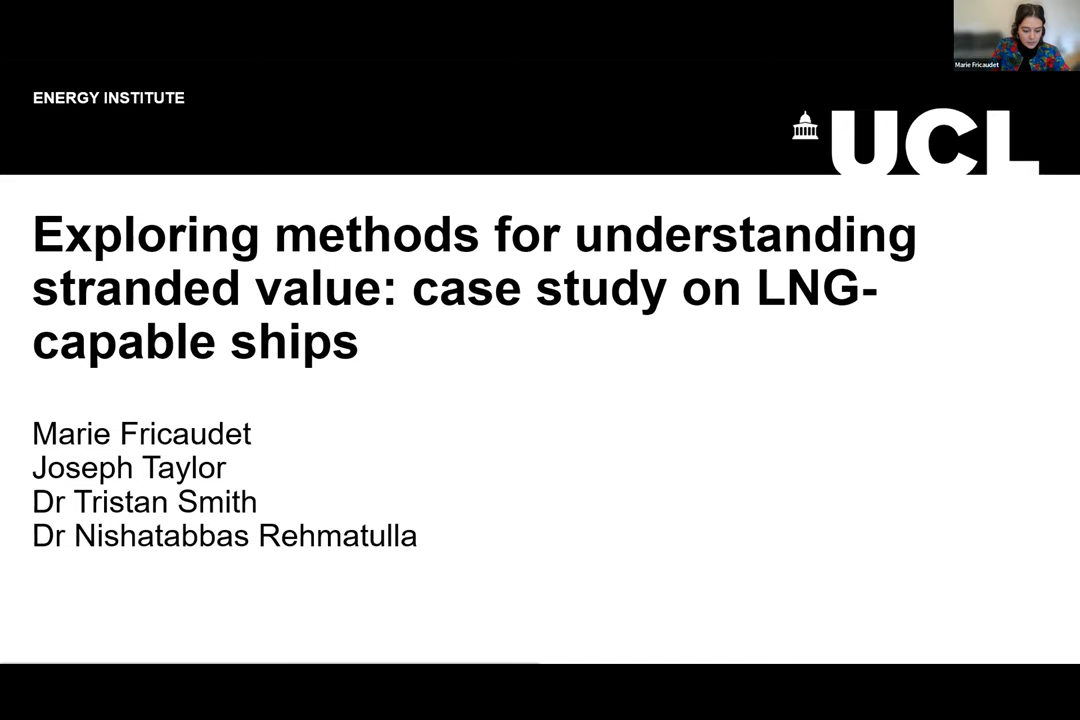 Marie Fricaudet
ENERGY INSTITUTE
UCL
Exploring methods for understanding
stranded value: case study on LNG-
capable ships
Marie Fricaudet
Joseph Taylor
Dr Tristan Smith
Dr Nishatabbas Rehmatulla